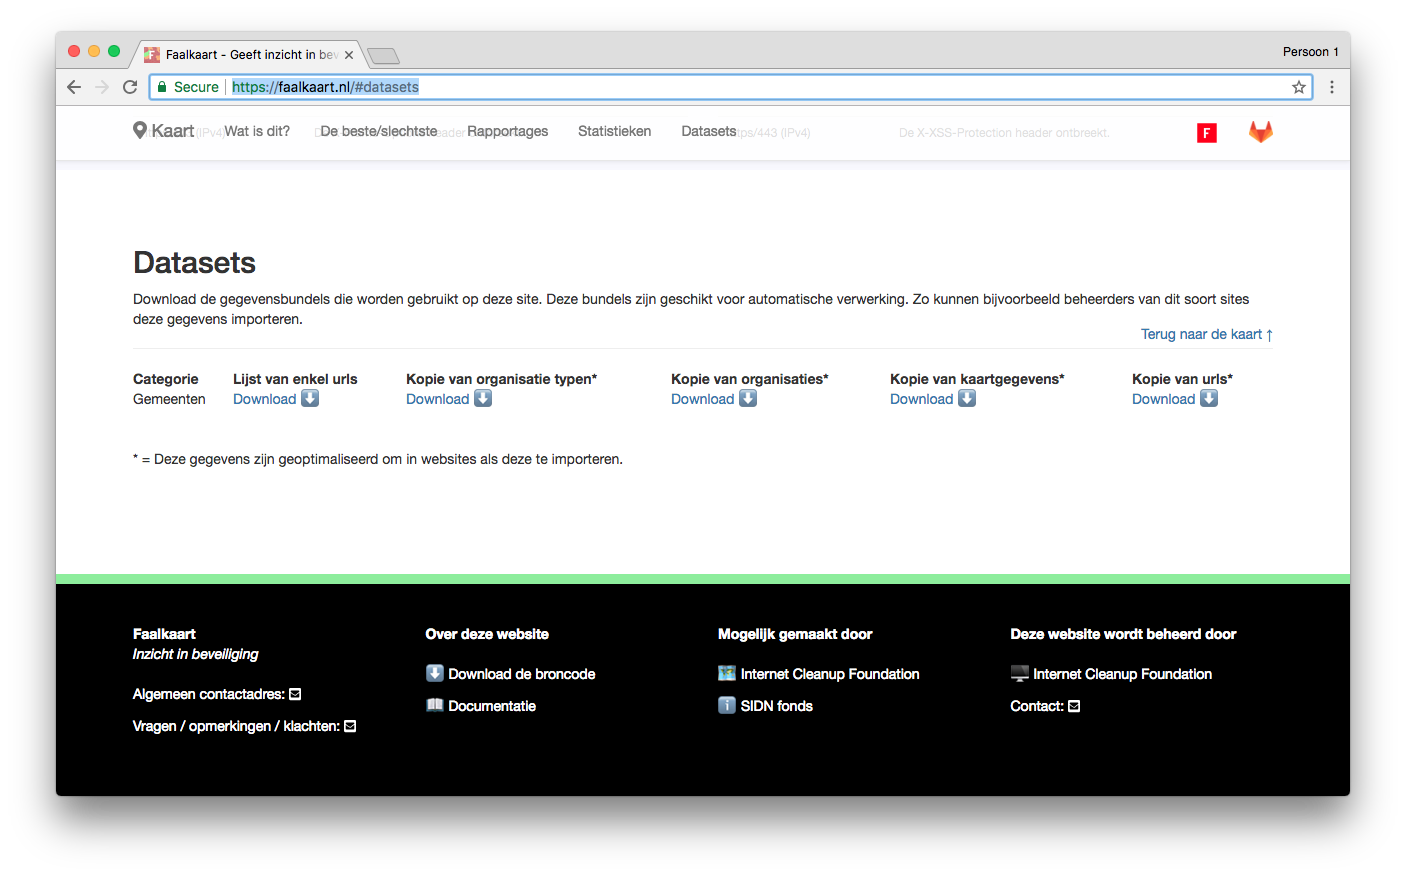 Faalkaart - Geeft inzicht in bev
Persoon 1
Secure
https://faalkaart.nl/#datasets
Kaart Wat is dit? De beste/slechtste Rapportages Statistieken Datasets
(IPv4) header tps/443 (IPv4) De X-XSS-Protection header ontbreekt.
F
Datasets
Download de gegevensbundels die worden gebruikt op deze site. Deze bundels zijn geschikt voor automatische verwerking. Zo kunnen bijvoorbeeld beheerders van dit soort sites
deze gegevens importeren.
Terug naar de kaart ↑
Categorie Lijst van enkel urls Kopie van organisatie typen* Kopie van organisaties* Kopie van kaartgegevens* Kopie van urls*
Gemeenten Download Download Download Download Download
* = Deze gegevens zijn geoptimaliseerd om in websites als deze te importeren.
Faalkaart
Inzicht in beveiliging
Algemeen contactadres:
Vragen / opmerkingen / klachten:
Over deze website
Download de broncode
Documentatie
Mogelijk gemaakt door
Internet Cleanup Foundation
SIDN fonds
Deze website wordt beheerd door
Internet Cleanup Foundation
Contact: